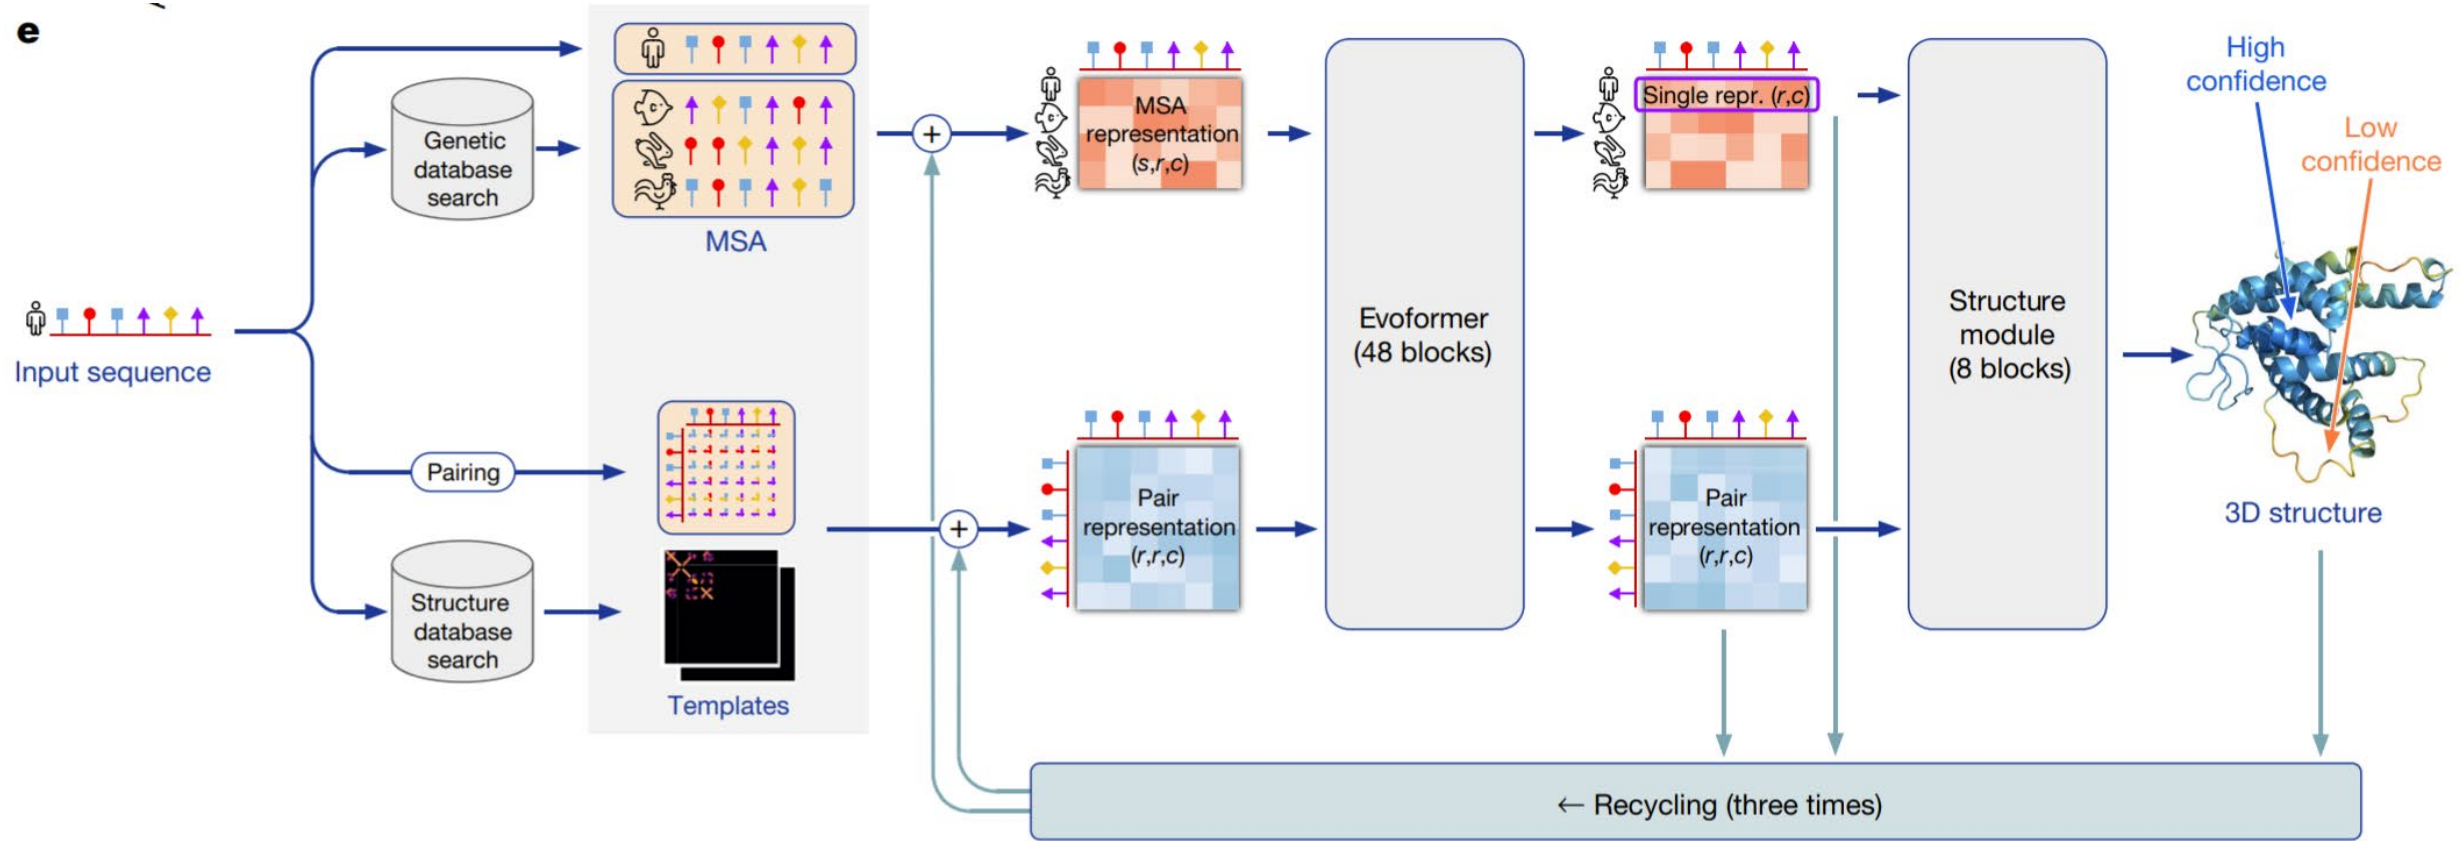 e
Input sequence
Genetic
database
search
Pairing
Structure
database
search
MSA
Templates
+
+
MSA
representation
(s,r,c)
Pair
representation
(r,r,c)
Evoformer
(48 blocks)
Single repr. (r,c)
Pair
representation
(r,r,c)
Structure
module
(8 blocks)
High
confidence
Low
confidence
3D structure
← Recycling (three times)